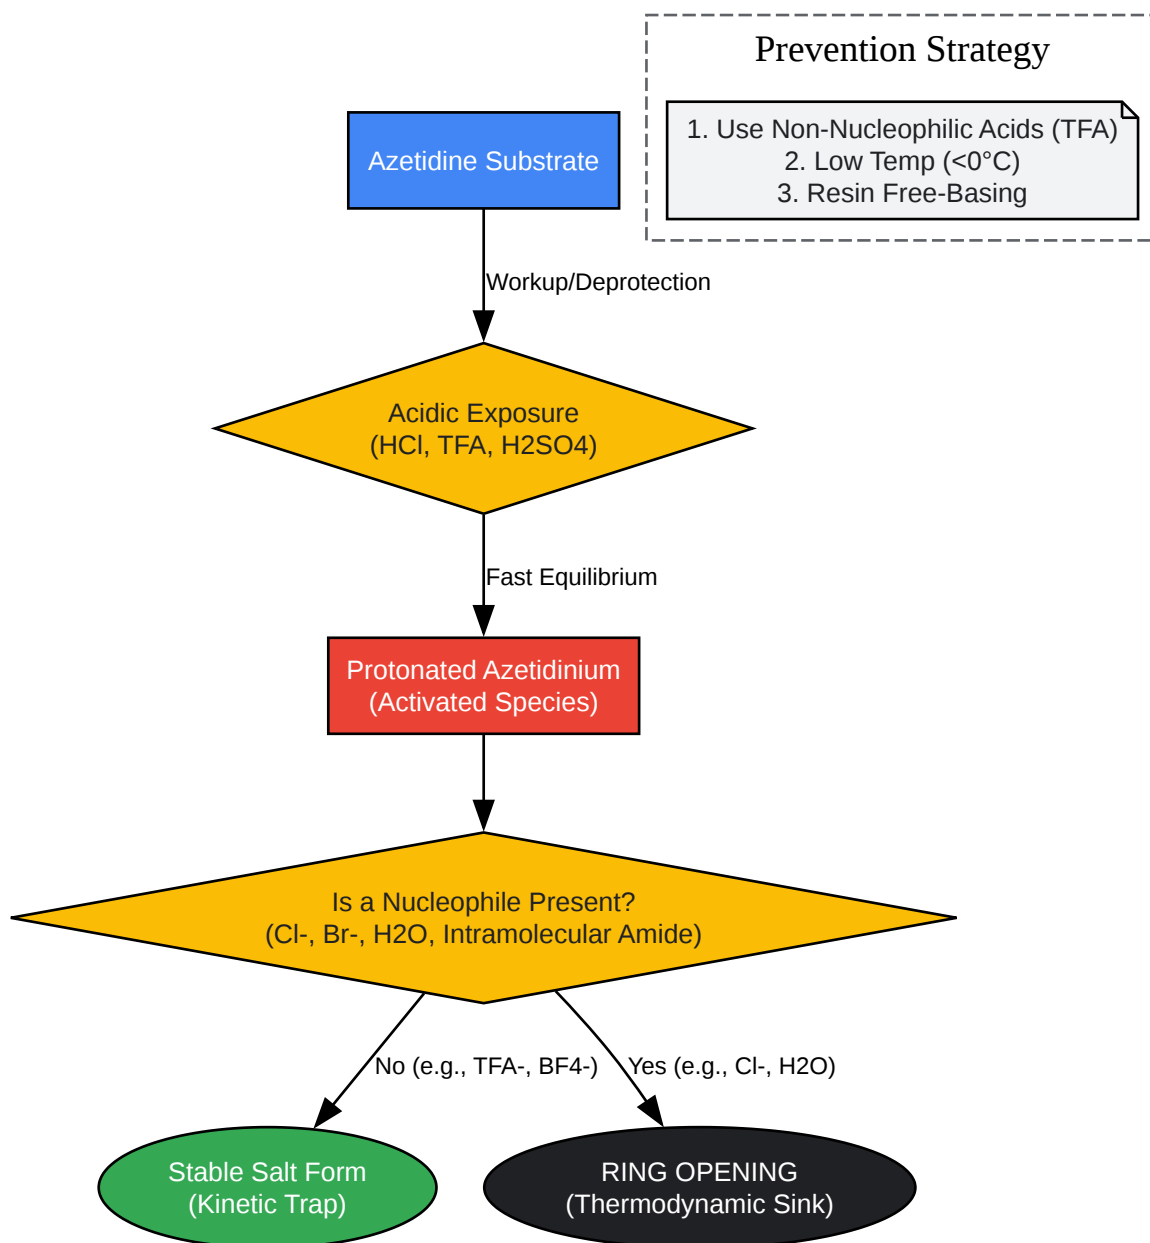 Prevention Strategy
1. Use Non-Nucleophilic Acids (TFA)
2. Low Temp (<0°C)
3. Resin Free-Basing
Azetidine Substrate
Workup/Deprotection
Acidic Exposure
(HCl, TFA, H2SO4)
Fast Equilibrium
Protonated Azetidinium
(Activated Species)
Is a Nucleophile Present?
(Cl-, Br-, H2O, Intramolecular Amide)
No (e.g., TFA-, BF4-)
Yes (e.g., Cl-, H2O)
Stable Salt Form
(Kinetic Trap)
RING OPENING
(Thermodynamic Sink)